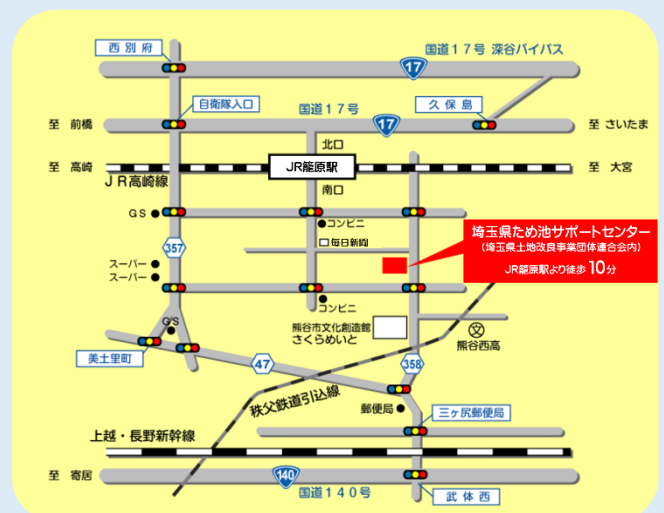 西別府
国道17号 深谷バイパス
17
自衛隊入口
国道17号
久保島
至 前橋
17
至 さいたま
北口
至 高崎
JR籠原駅
至 大宮
JR高崎線
南口
GS
コンビニ
毎日新聞
埼玉県ため池サポートセンター
(埼玉県土地改良事業団体連合会内)
JR籠原駅より徒歩10分
357
スーパー
スーパー
コンビニ
GS
熊谷市文化創造館
さくらめいと
文
熊谷西高
美土里町
47
358
秩父鉄道引込線
郵便局
三ヶ尻郵便局
上越・長野新幹線
至 寄居
140
国道140号
武体西